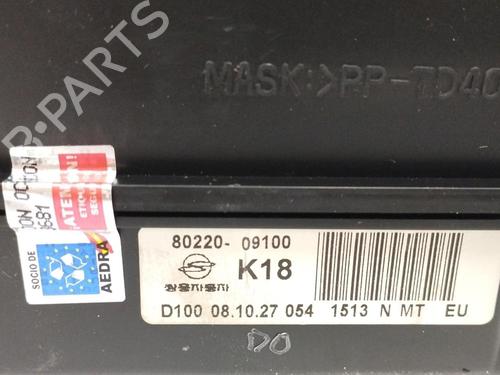 B-PARTS
MASK:>PP-TD40
ATENCION!
SOCIO DE
AEDRA
80220- 09100
K18
쌍용자동차
D100 08.10.27 054 1513 N MT EU
DO